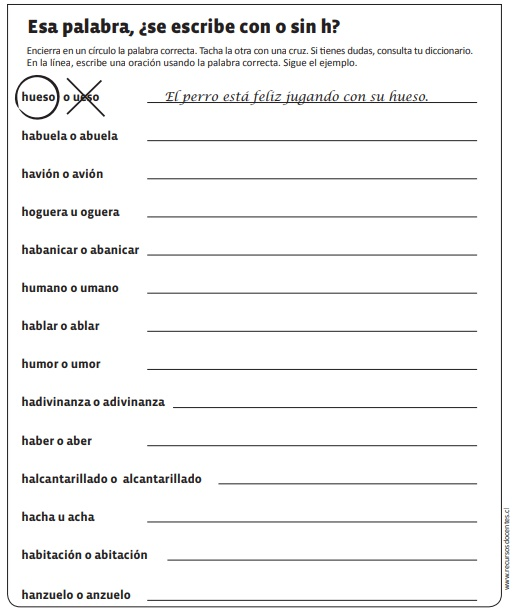 Esa palabra, ¿se escribe con o sin h?
Encierra en un círculo la palabra correcta. Tacha la otra con una cruz. Si tienes dudas, consulta tu diccionario.
En la línea, escribe una oración usando la palabra correcta. Sigue el ejemplo.
hueso o ueso El perro está feliz jugando con su hueso.
habuela o abuela
havión o avión
hoguera u oguera
habanicar o abanicar
humano o umano
hablar o ablar
humor o umor
hadivinanza o adivinanza
haber o aber
halcantarillado o alcantarillado
hacha u acha
habitación o abitación
hanzuelo o anzuelo
www.recursosdocentes.cl